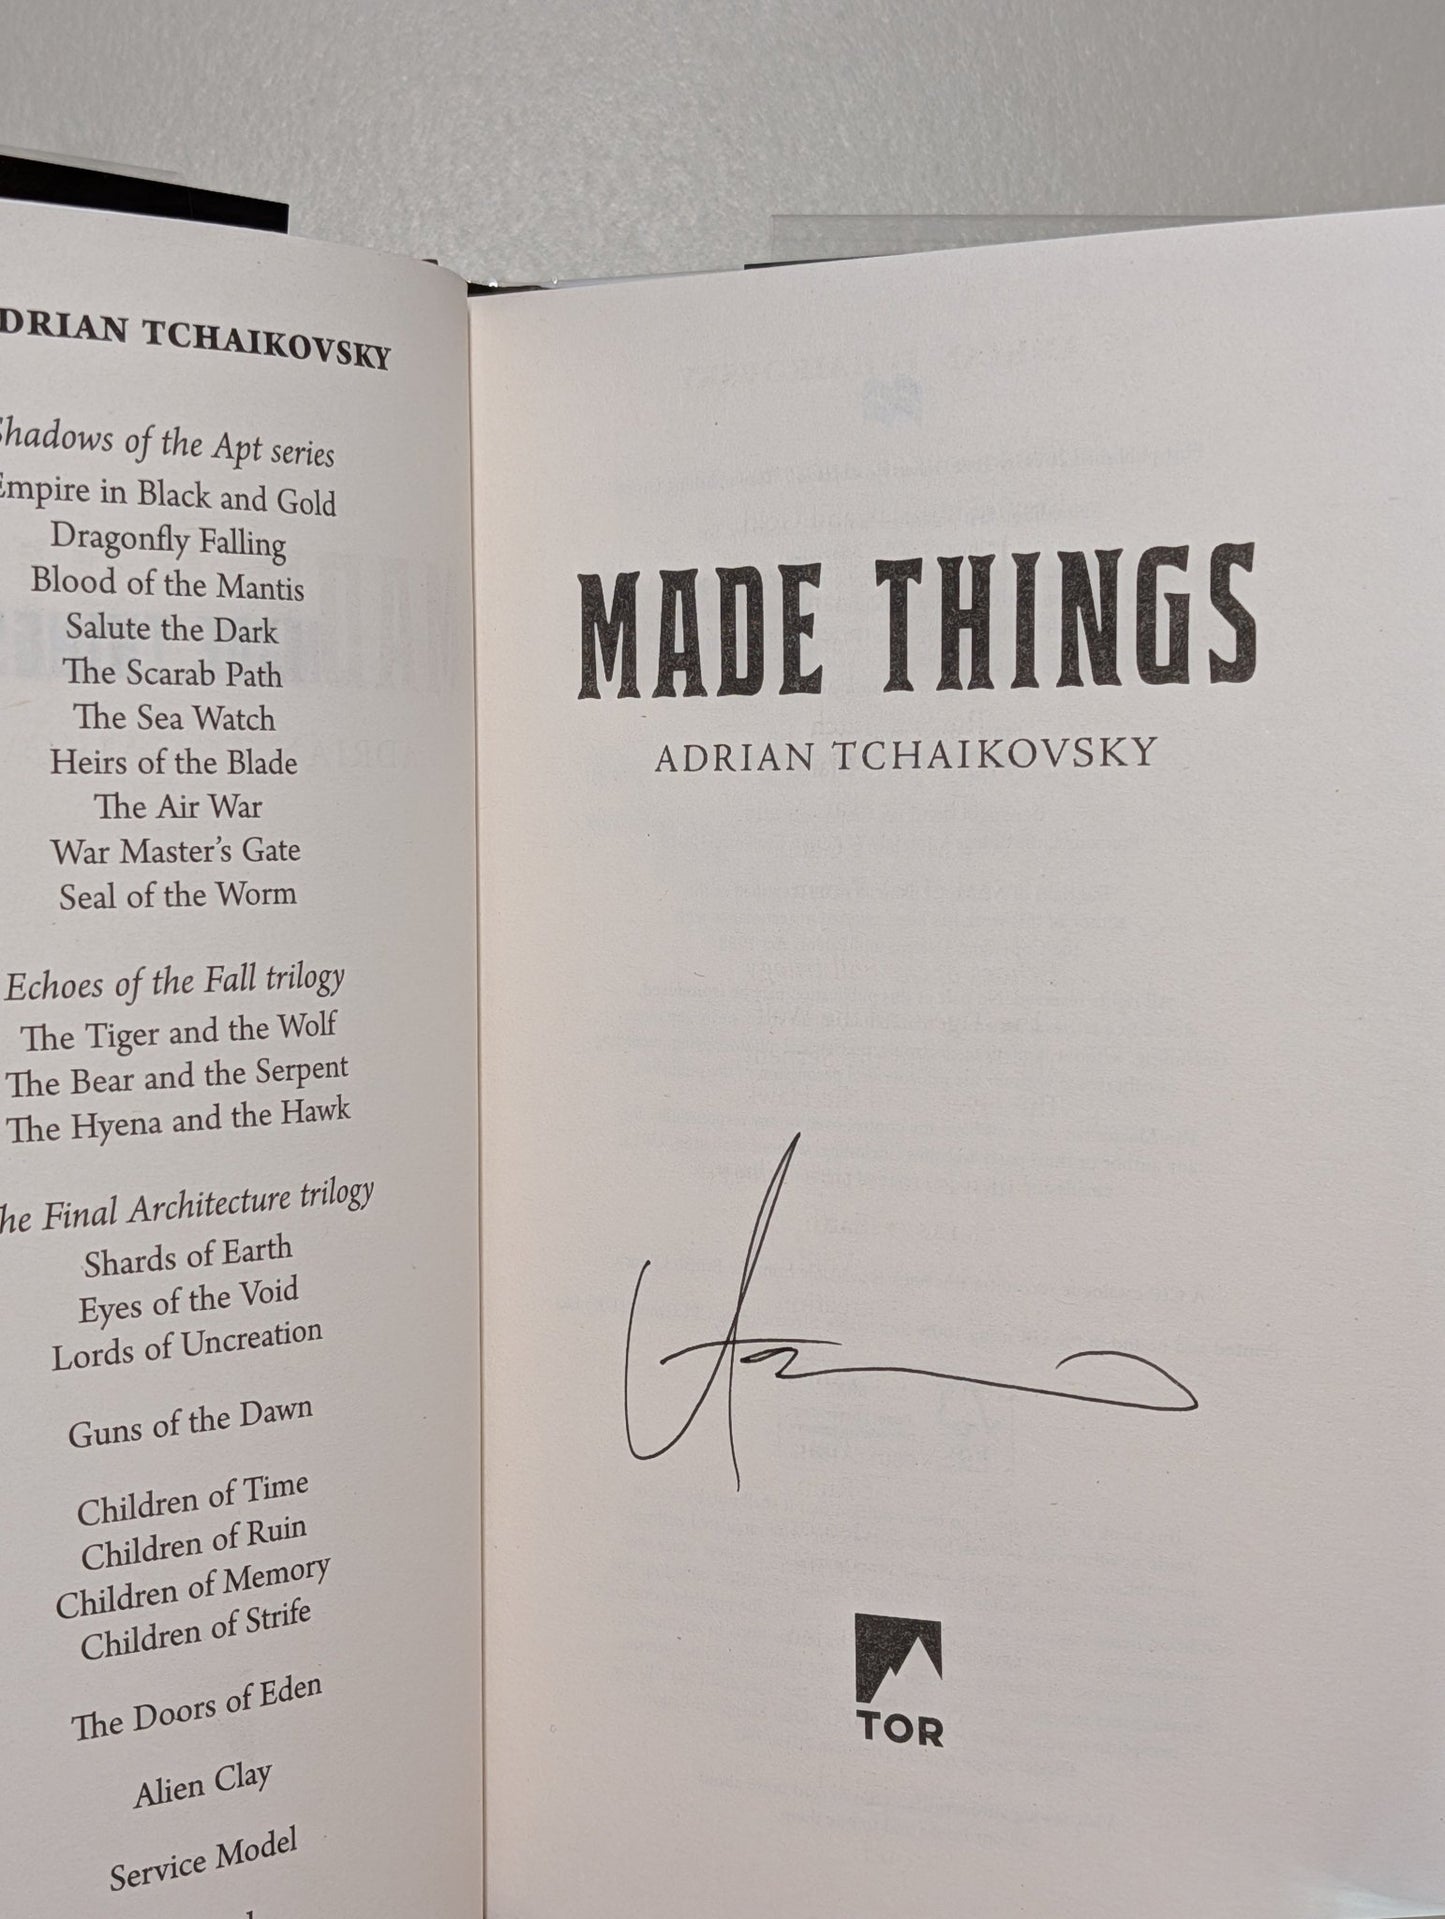 DRIAN TCHAIKOVSKY
Shadows of the Apt series
Empire in Black and Gold
Dragonfly Falling
Blood of the Mantis
Salute the Dark
The Scarab Path
The Sea Watch
Heirs of the Blade
The Air War
War Master's Gate
Seal of the Worm
Echoes of the Fall trilogy
The Tiger and the Wolf
The Bear and the Serpent
The Hyena and the Hawk
he Final Architecture trilogy
Shards of Earth
Eyes of the Void
Lords of Uncreation
Guns of the Dawn
Children of Time
Children of Ruin
Children of Memory
Children of Strife
The Doors of Eden
Alien Clay
Service Model
MADE THINGS
ADRIAN TCHAIKOVSKY
TOR